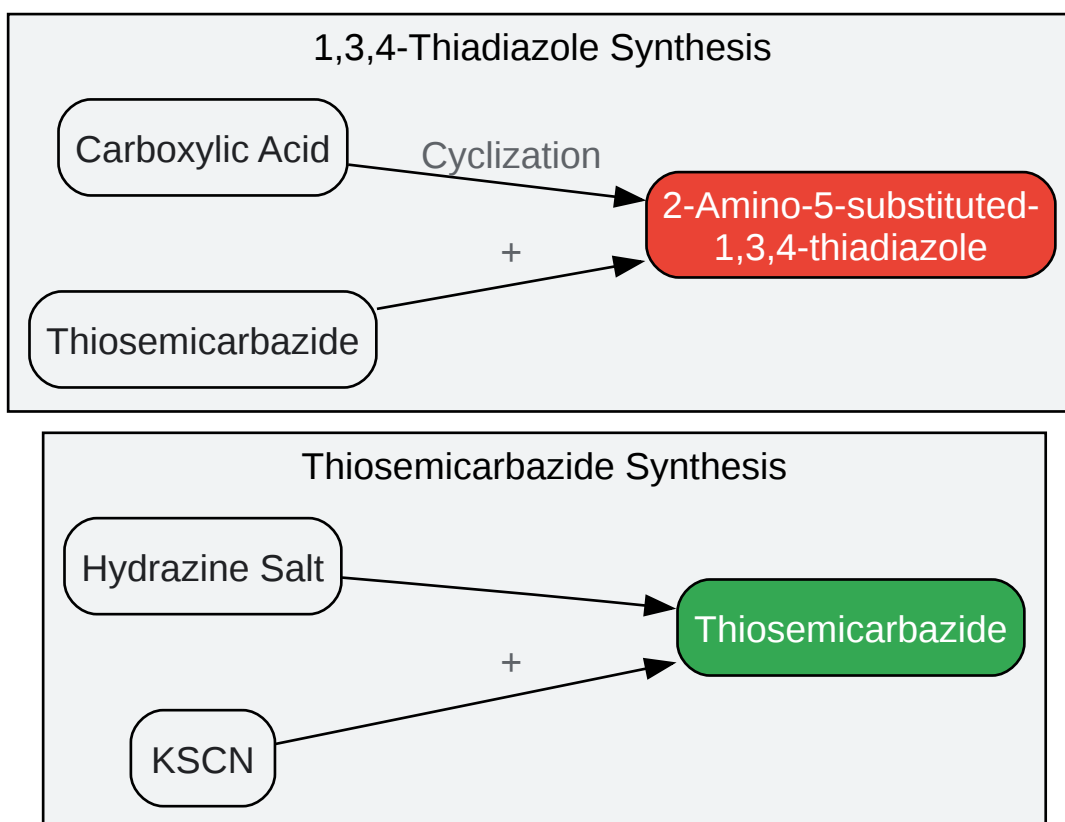 1,3,4-Thiadiazole Synthesis
Carboxylic Acid
Cyclization
2-Amino-5-substituted-
1,3,4-thiadiazole
+
Thiosemicarbazide
Thiosemicarbazide Synthesis
Hydrazine Salt
Thiosemicarbazide
+
KSCN